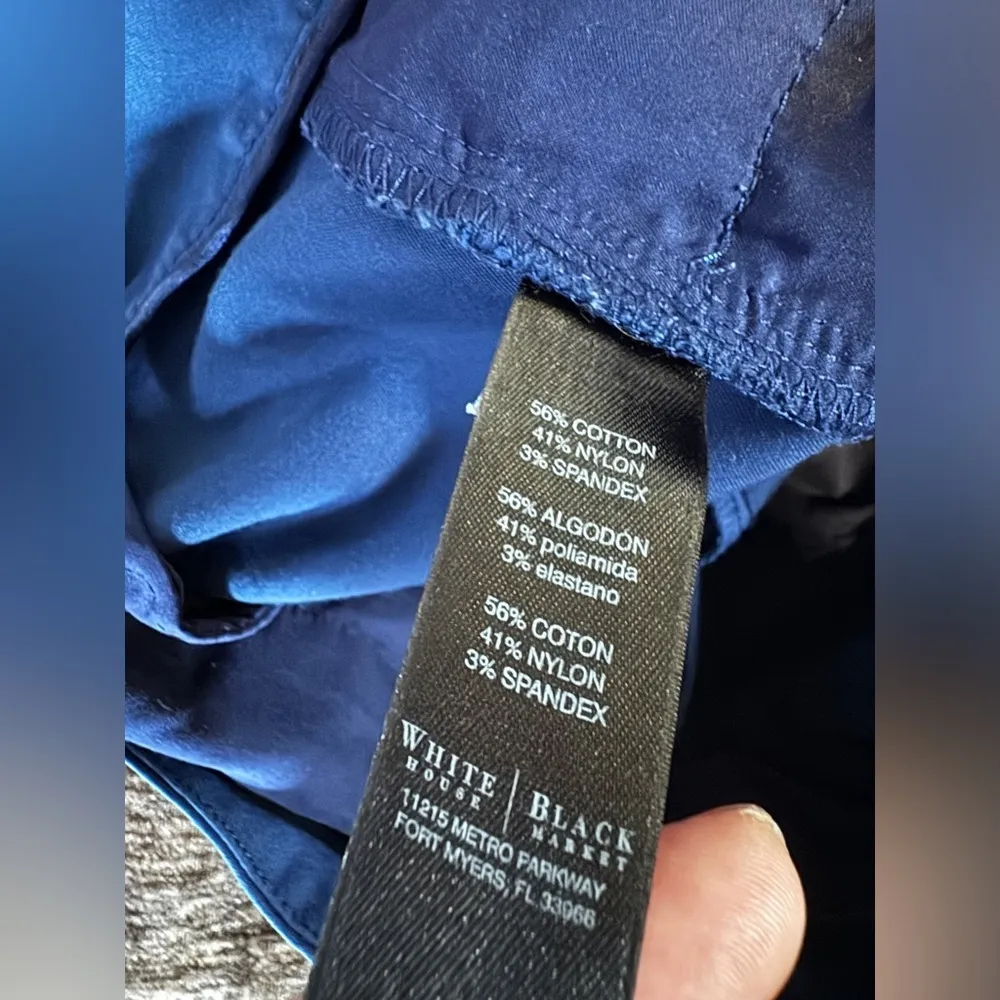 56% COTTON
41% NYLON
3% SPANDEX
56% ALGODÓN
41% poliamida
3% elastano
56% COTON
41% NYLON
3% SPANDEX
WHITE HOUSE | BLACK MARKET
11215 METRO PARKWAY
FORT MYERS, FL 33966